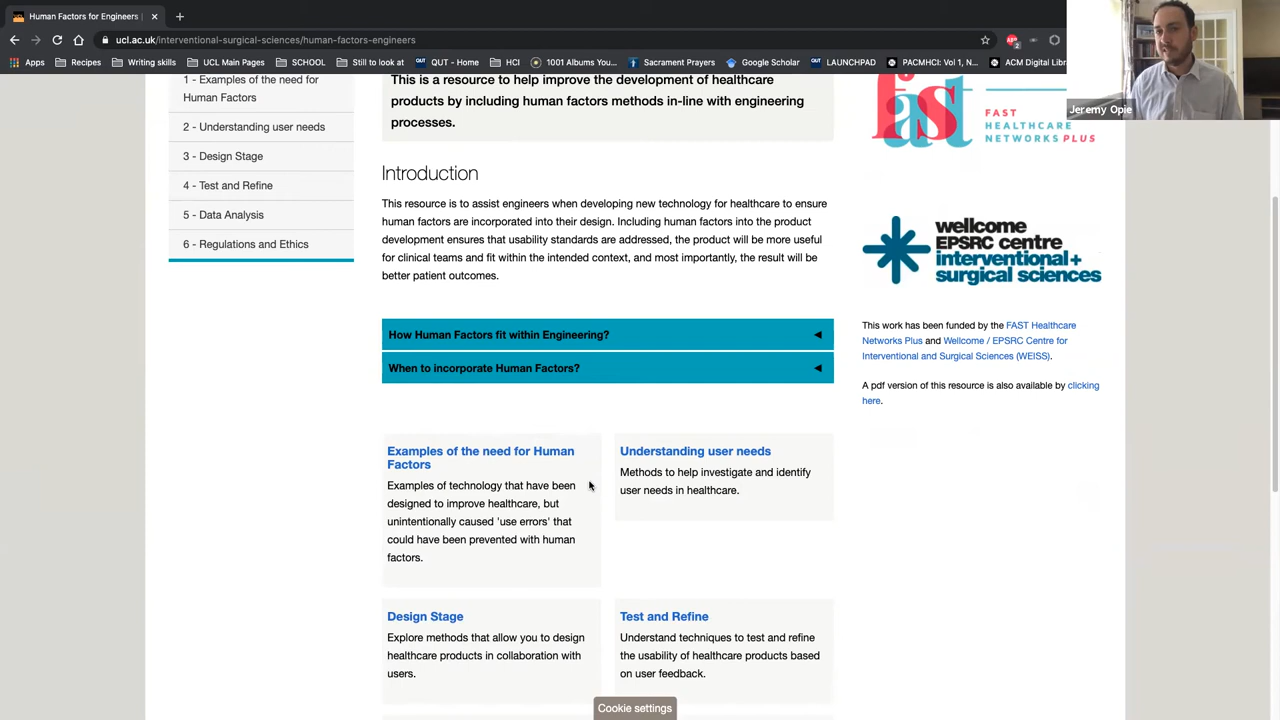 Human Factors for Engineers |
ucl.ac.uk/interventional-surgical-sciences/human-factors-engineers
Apps
Recipes
Writing skills
UCL Main Pages
SCHOOL
Still to look at
QUT - Home
HCI
1001 Albums You...
Sacrament Prayers
Google Scholar
LAUNCHPAD
PACMHCI: Vol 1, N...
ACM Digital Libr
Jeremy Opie
1 - Examples of the need for
Human Factors
2 - Understanding user needs
3 - Design Stage
4 - Test and Refine
5 - Data Analysis
6 - Regulations and Ethics
This is a resource to help improve the development of healthcare
products by including human factors methods in-line with engineering
processes.
Introduction
This resource is to assist engineers when developing new technology for healthcare to ensure
human factors are incorporated into their design. Including human factors into the product
development ensures that usability standards are addressed, the product will be more useful
for clinical teams and fit within the intended context, and most importantly, the result will be
better patient outcomes.
How Human Factors fit within Engineering?
When to incorporate Human Factors?
Examples of the need for Human
Factors
Examples of technology that have been
designed to improve healthcare, but
unintentionally caused 'use errors' that
could have been prevented with human
factors.
Understanding user needs
Methods to help investigate and identify
user needs in healthcare.
Design Stage
Explore methods that allow you to design
healthcare products in collaboration with
users.
Test and Refine
Understand techniques to test and refine
the usability of healthcare products based
on user feedback.
Cookie settings
fast
FAST
HEALTHCARE
NETWORKS PLUS
wellcome
EPSRC centre
interventional+
surgical sciences
This work has been funded by the FAST Healthcare
Networks Plus and Wellcome / EPSRC Centre for
Interventional and Surgical Sciences (WEISS).
A pdf version of this resource is also available by clicking
here.